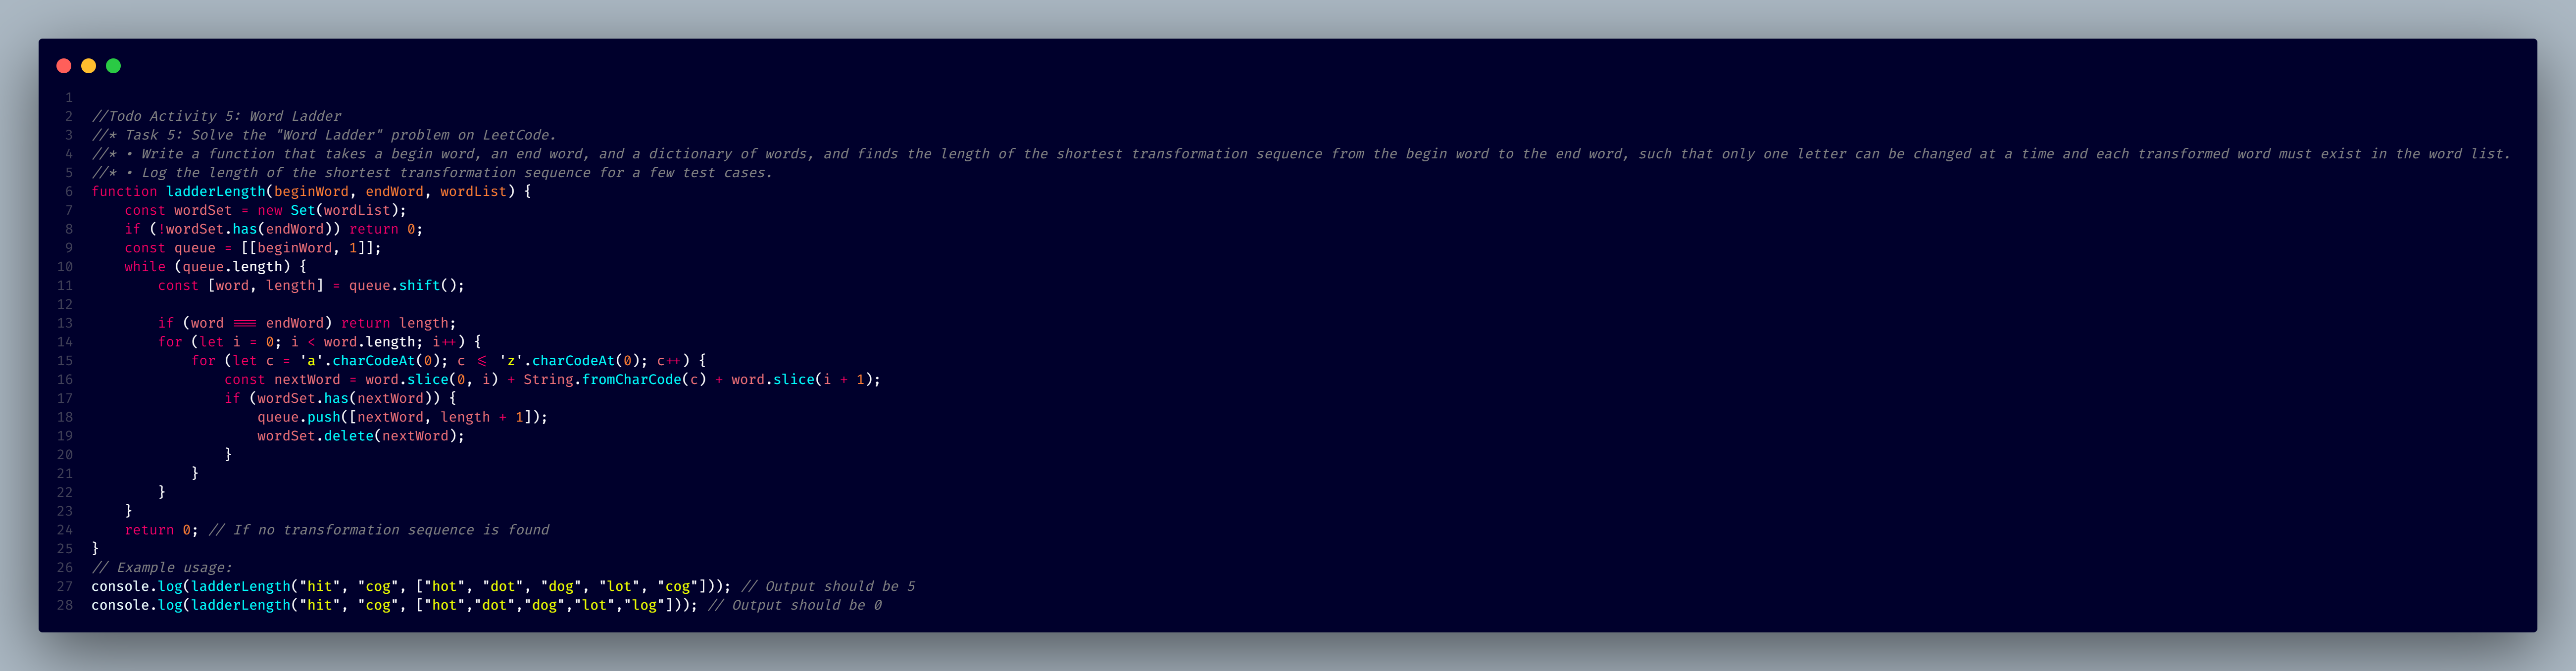 1
2 //Todo Activity 5: Word Ladder
3 //* Task 5: Solve the "Word Ladder" problem on LeetCode.
4 //* • Write a function that takes a begin word, an end word, and a dictionary of words, and finds the length of the shortest transformation sequence from the begin word to the end word, such that only one letter can be changed at a time and each transformed word must exist in the word list.
5 //* • Log the length of the shortest transformation sequence for a few test cases.
6 function ladderLength(beginWord, endWord, wordList) {
7     const wordSet = new Set(wordList);
8     if (!wordSet.has(endWord)) return 0;
9     const queue = [[beginWord, 1]];
10     while (queue.length) {
11         const [word, length] = queue.shift();
12
13         if (word === endWord) return length;
14         for (let i = 0; i < word.length; i++) {
15             for (let c = 'a'.charCodeAt(0); c <= 'z'.charCodeAt(0); c++) {
16                 const nextWord = word.slice(0, i) + String.fromCharCode(c) + word.slice(i + 1);
17                 if (wordSet.has(nextWord)) {
18                     queue.push([nextWord, length + 1]);
19                     wordSet.delete(nextWord);
20                 }
21             }
22         }
23     }
24     return 0; // If no transformation sequence is found
25 }
26 // Example usage:
27 console.log(ladderLength("hit", "cog", ["hot", "dot", "dog", "lot", "cog"])); // Output should be 5
28 console.log(ladderLength("hit", "cog", ["hot","dot","dog","lot","log"])); // Output should be 0